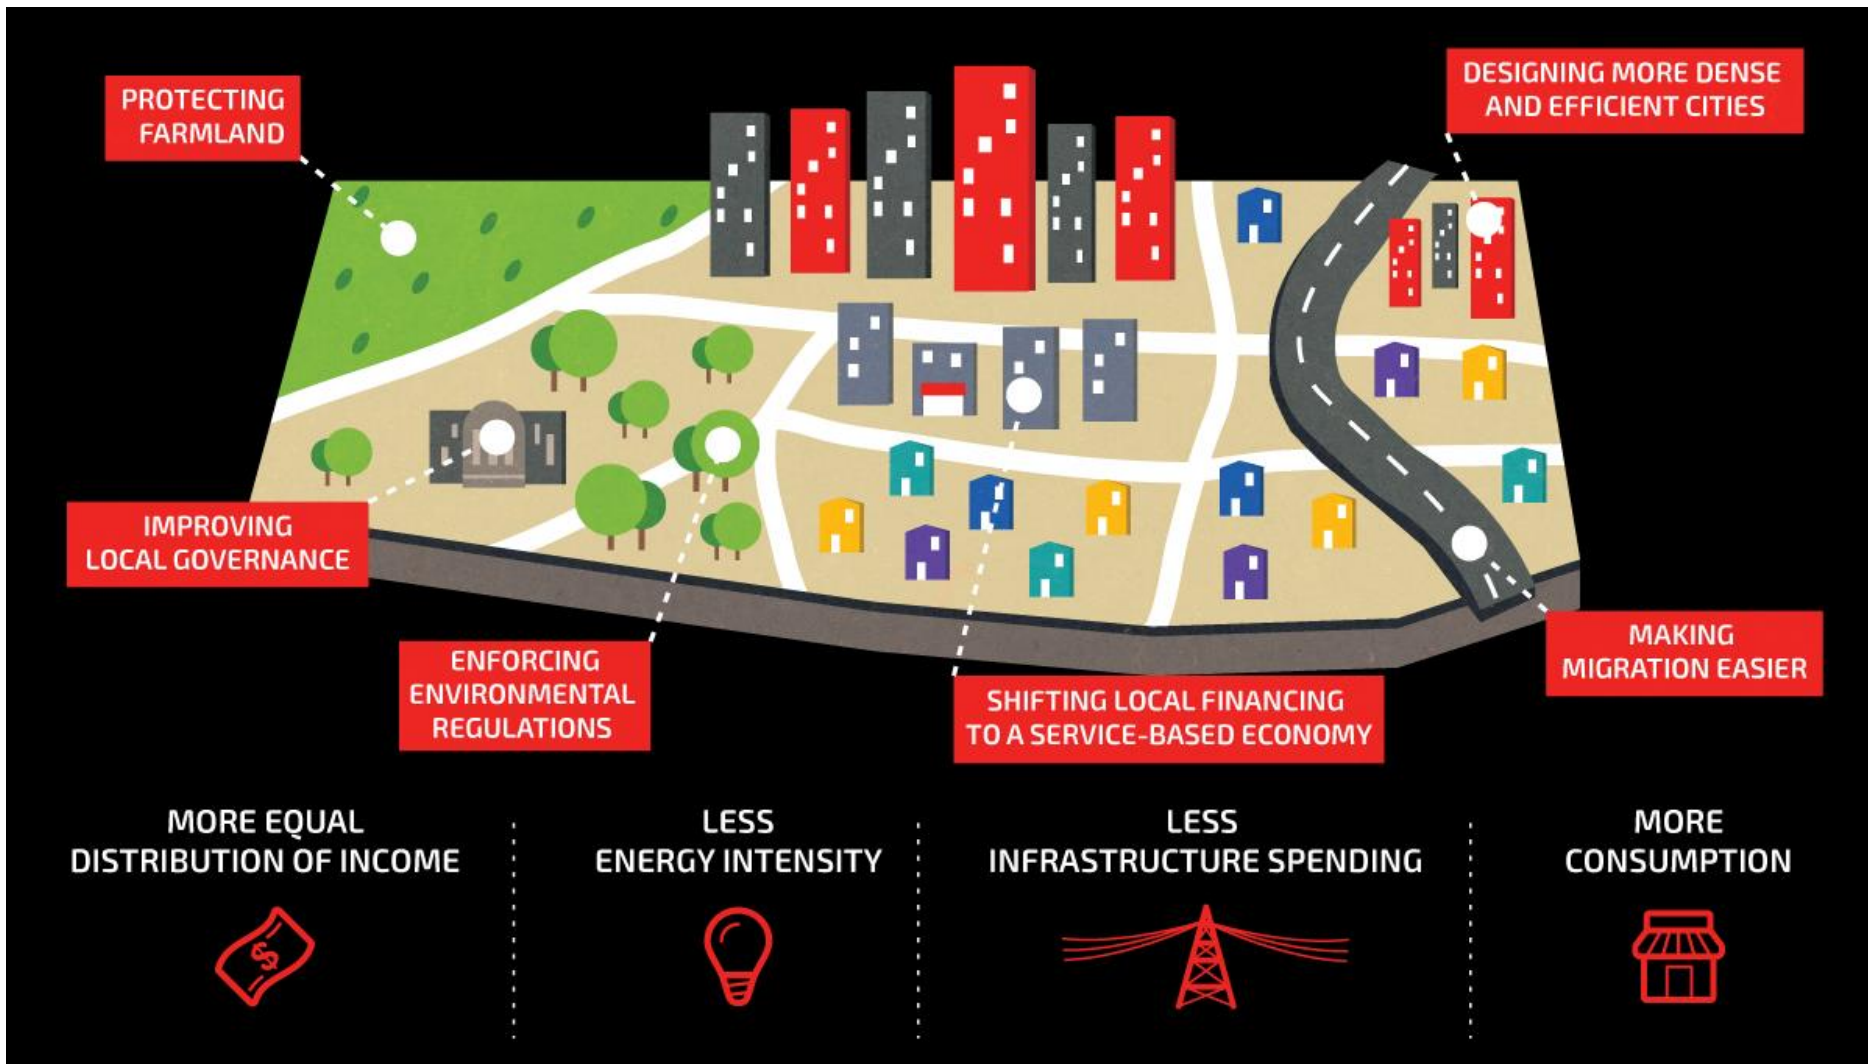 PROTECTING
FARMLAND
DESIGNING MORE DENSE
AND EFFICIENT CITIES
IMPROVING
LOCAL GOVERNANCE
ENFORCING
ENVIRONMENTAL
REGULATIONS
SHIFTING LOCAL FINANCING
TO A SERVICE-BASED ECONOMY
MAKING
MIGRATION EASIER
MORE EQUAL
DISTRIBUTION OF INCOME
$
LESS
ENERGY INTENSITY
LESS
INFRASTRUCTURE SPENDING
MORE
CONSUMPTION